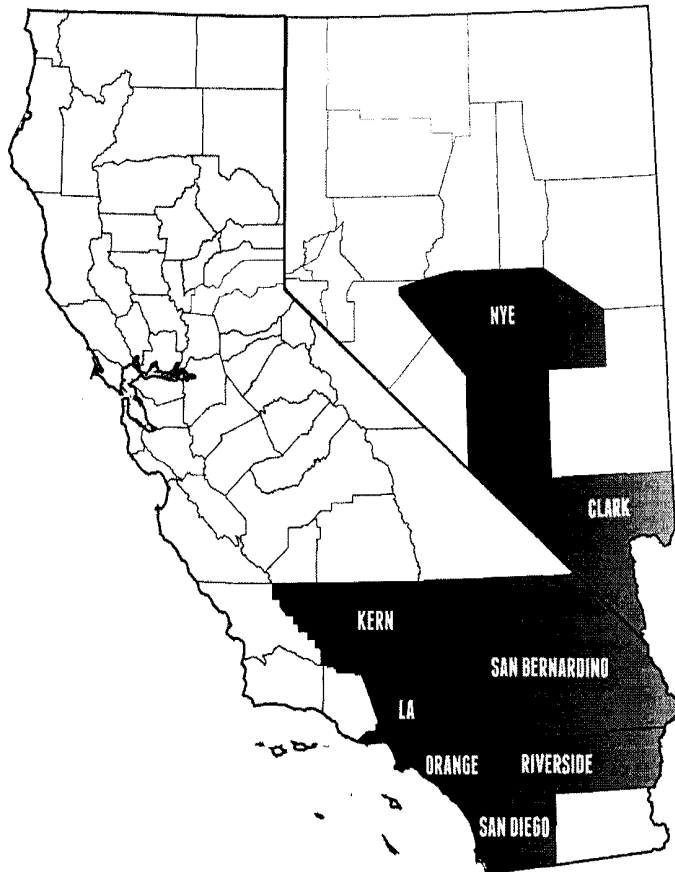 NYE
CLARK
KERN
SAN BERNARDINO
LA
ORANGE
RIVERSIDE
SAN DIEGO